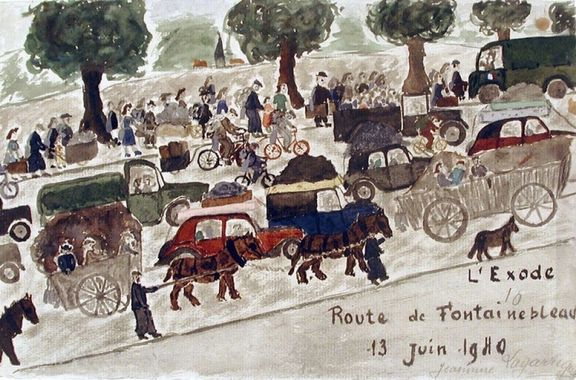 L'Exode
10
Route de Fontainebleau
13 Juin 1940
Jeannine